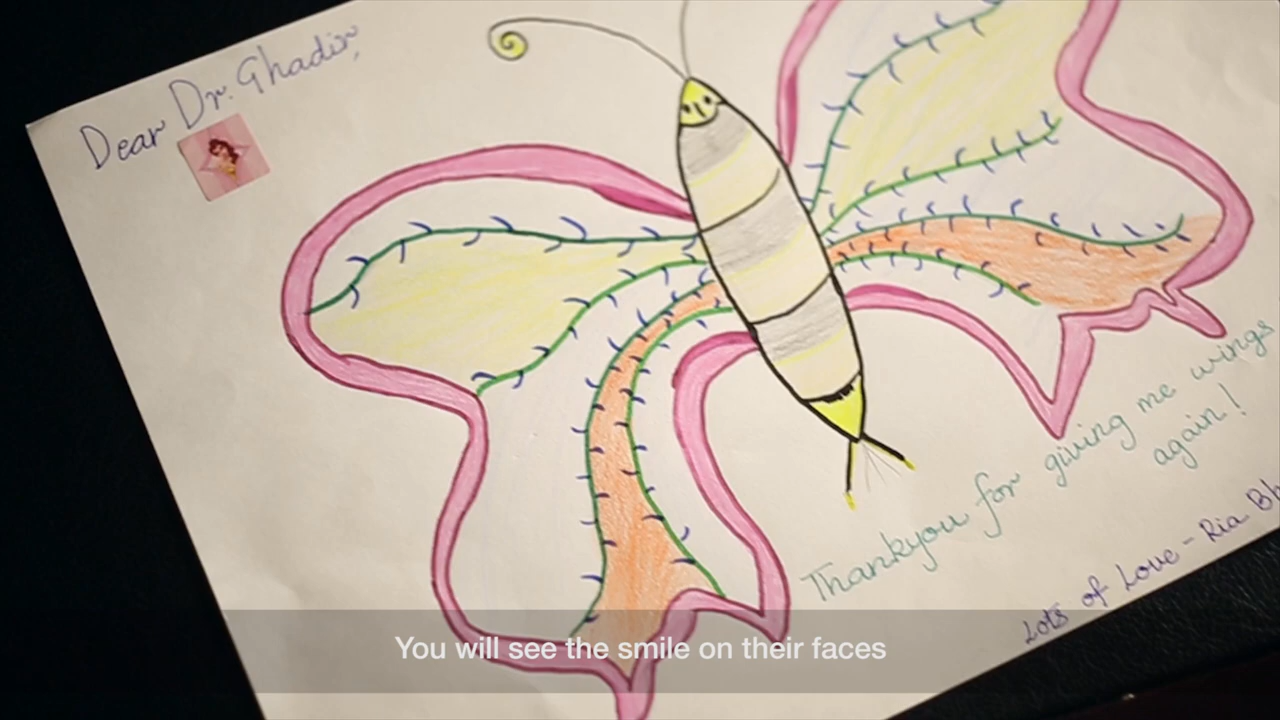 Dear Dr. Ghadir,
Thankyou for giving me wings
again!
Lots of Love - Ria
You will see the smile on their faces